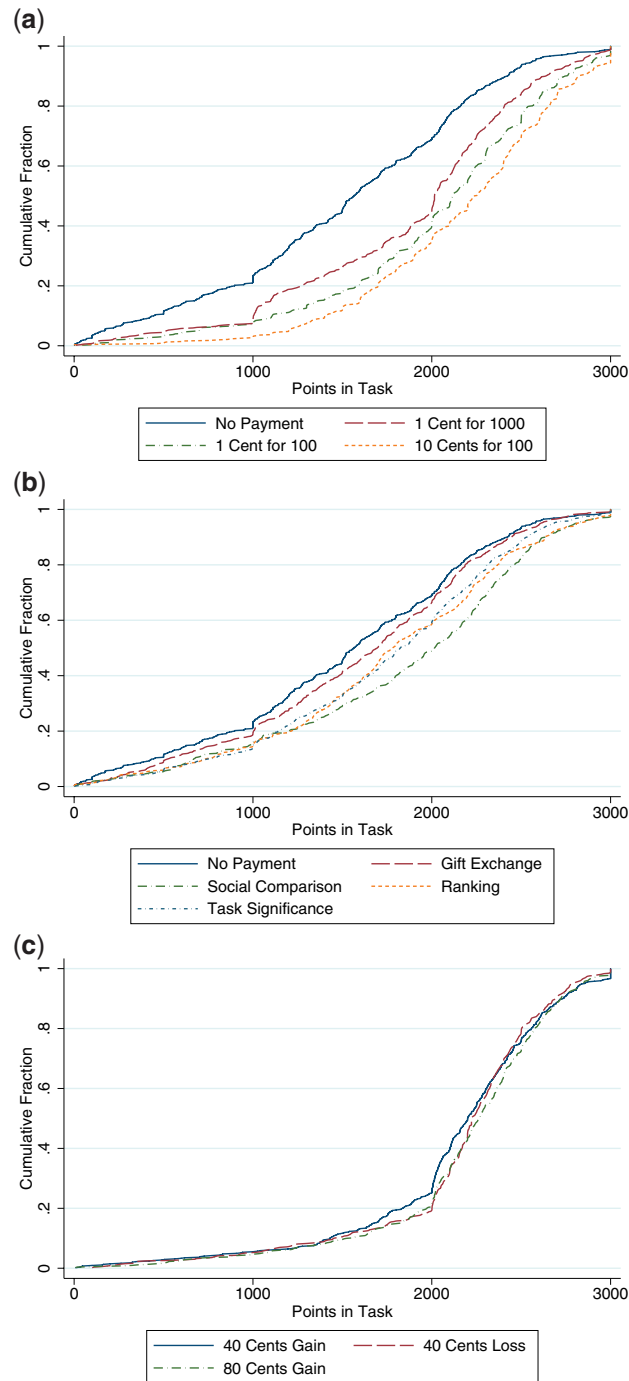 (a)
1
.8
.6
.4
.2
0
Cumulative Fraction
0 1000 2000 3000
Points in Task
No Payment 1 Cent for 1000
1 Cent for 100 10 Cents for 100
(b)
1
.8
.6
.4
.2
0
Cumulative Fraction
0 1000 2000 3000
Points in Task
No Payment Gift Exchange
Social Comparison Ranking
Task Significance
(c)
1
.8
.6
.4
.2
0
Cumulative Fraction
0 1000 2000 3000
Points in Task
40 Cents Gain 40 Cents Loss
80 Cents Gain